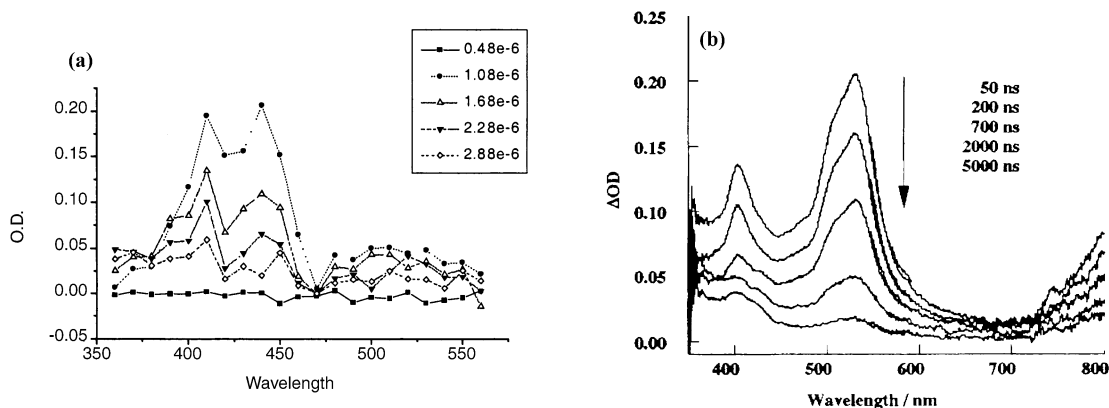 (a)
0.48e-6
1.08e-6
1.68e-6
2.28e-6
2.88e-6
0.20
0.15
0.10
0.05
0.00
-0.05
O.D.
350 400 450 500 550
Wavelength
(b)
0.25
0.20
0.15
0.10
0.05
0.00
ΔOD
50 ns
200 ns
700 ns
2000 ns
5000 ns
400 500 600 700 800
Wavelength / nm